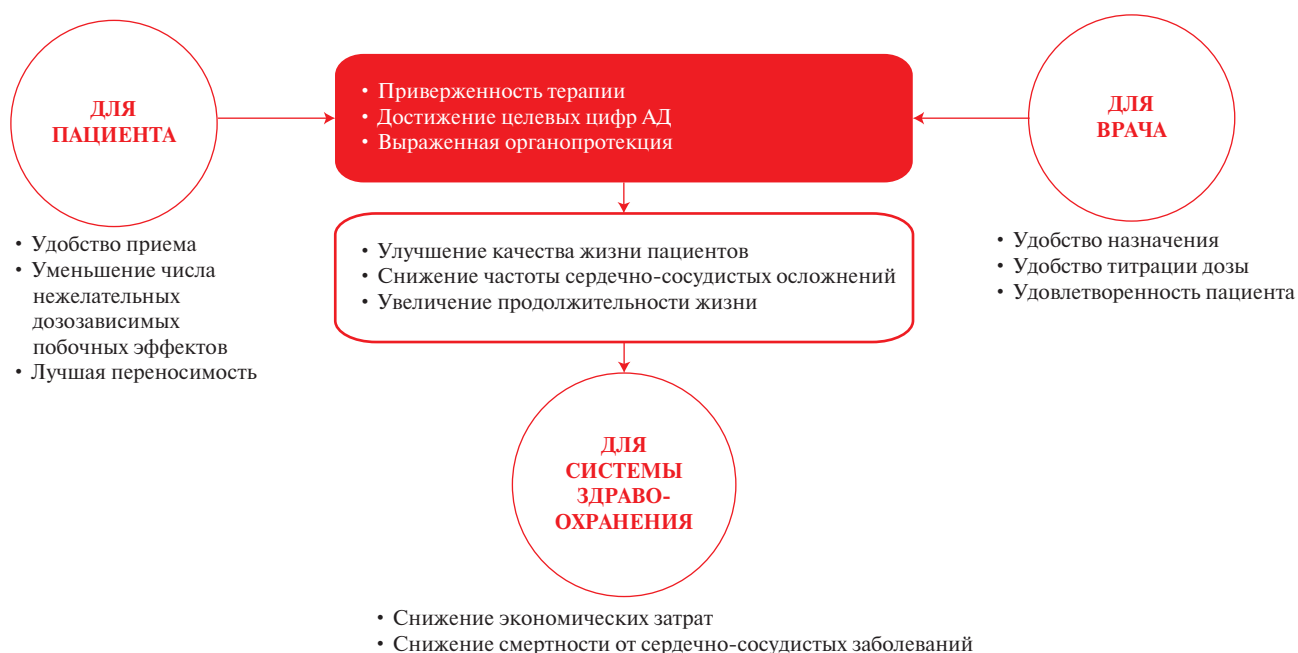 ДЛЯ
ПАЦИЕНТА
• Удобство приема
• Уменьшение числа
нежелательных
дозозависимых
побочных эффектов
• Лучшая переносимость
• Приверженность терапии
• Достижение целевых цифр АД
• Выраженная органопротекция
• Улучшение качества жизни пациентов
• Снижение частоты сердечно-сосудистых осложнений
• Увеличение продолжительности жизни
ДЛЯ
ВРАЧА
• Удобство назначения
• Удобство титрации дозы
• Удовлетворенность пациента
ДЛЯ
СИСТЕМЫ
ЗДРАВО-
ОХРАНЕНИЯ
• Снижение экономических затрат
• Снижение смертности от сердечно-сосудистых заболеваний